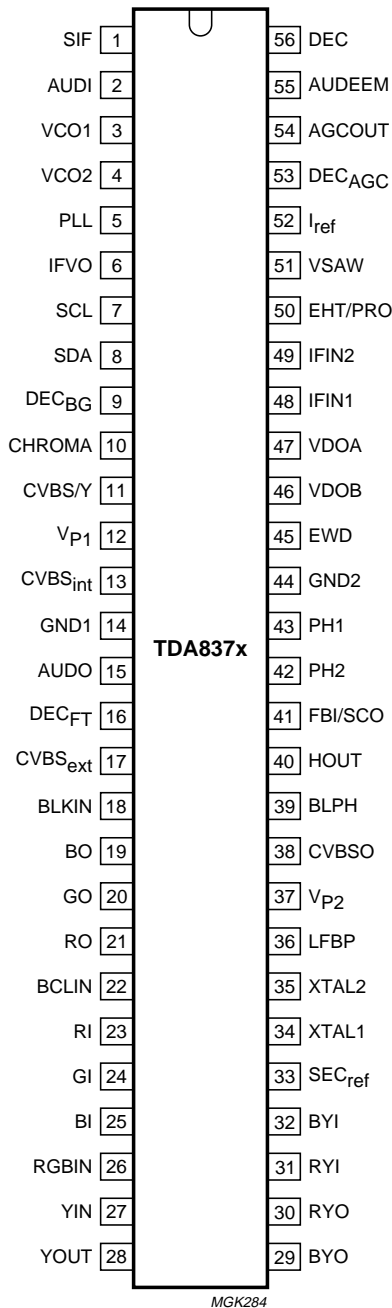 SIF 1 56 DEC
AUDI 2 55 AUDEEM
VCO1 3 54 AGCOUT
VCO2 4 53 DECAGC
PLL 5 52 Iref
IFVO 6 51 VSAW
SCL 7 50 EHT/PRO
SDA 8 49 IFIN2
DECBG 9 48 IFIN1
CHROMA 10 47 VDOA
CVBS/Y 11 46 VDOB
VP1 12 45 EWD
CVBSint 13 44 GND2
GND1 14 43 PH1
TDA837x
AUDO 15 42 PH2
DECFT 16 41 FBI/SCO
CVBSext 17 40 HOUT
BLKIN 18 39 BLPH
BO 19 38 CVBSO
GO 20 37 VP2
RO 21 36 LFBP
BCLIN 22 35 XTAL2
RI 23 34 XTAL1
GI 24 33 SECref
BI 25 32 BYI
RGBIN 26 31 RYI
YIN 27 30 RYO
YOUT 28 29 BYO
MGK284